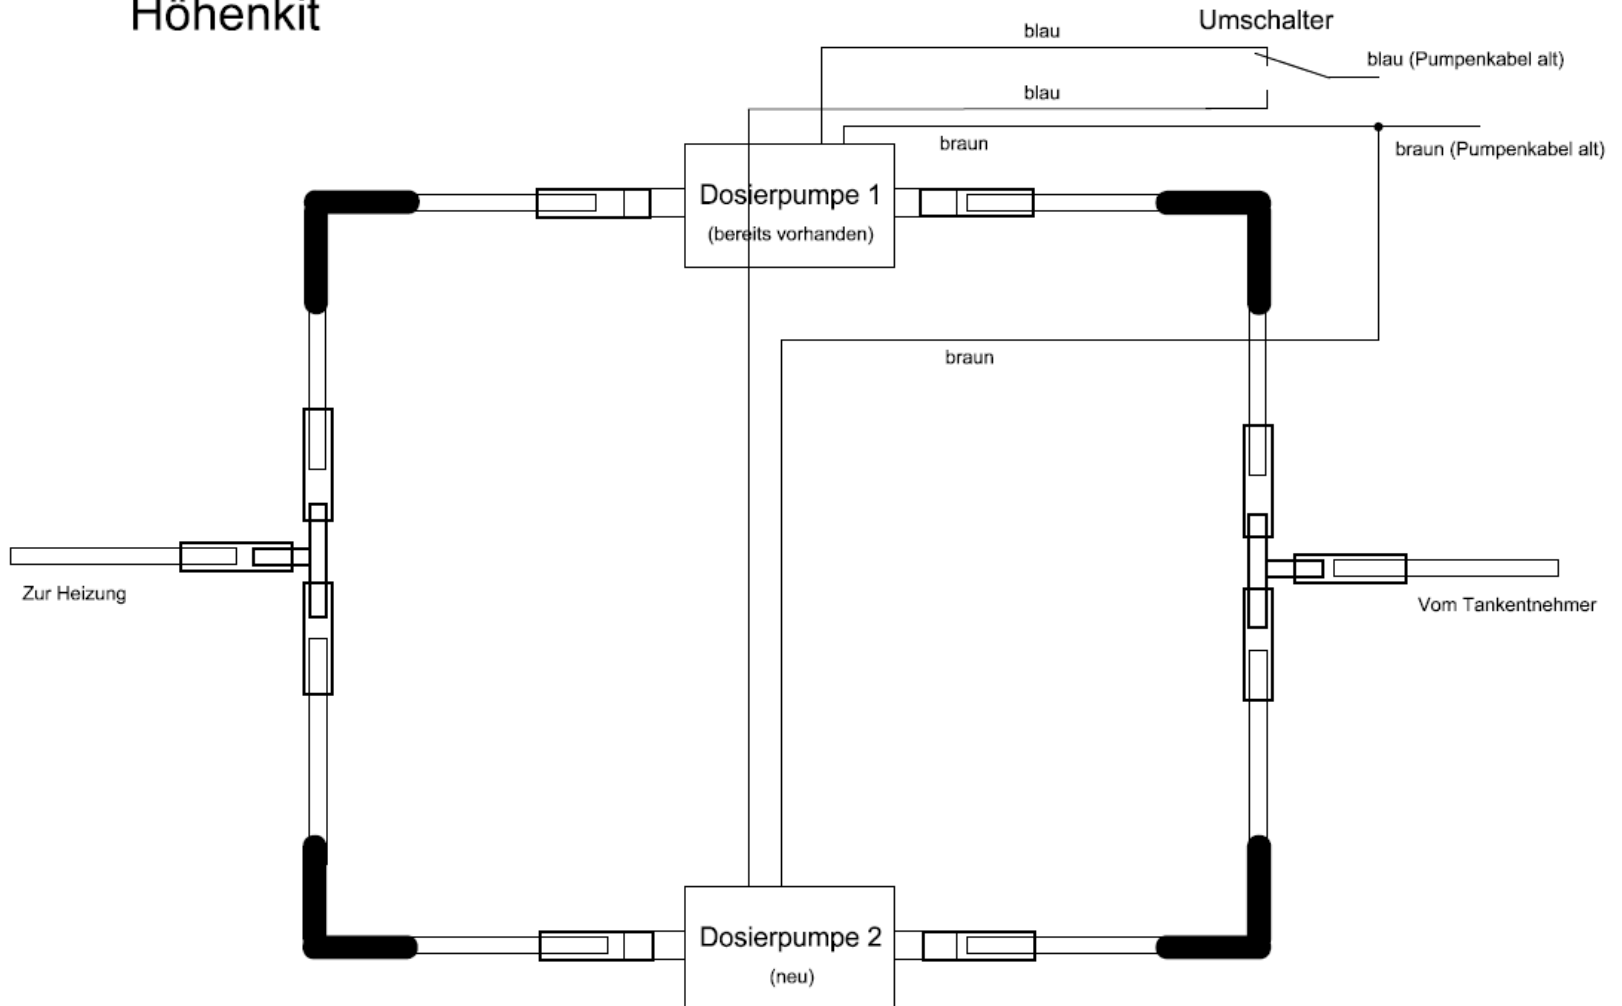 Höhenkit
Umschalter
blau
blau (Pumpenkabel alt)
blau
braun
braun (Pumpenkabel alt)
Dosierpumpe 1
(bereits vorhanden)
braun
Zur Heizung
Vom Tankentnehmer
Dosierpumpe 2
(neu)